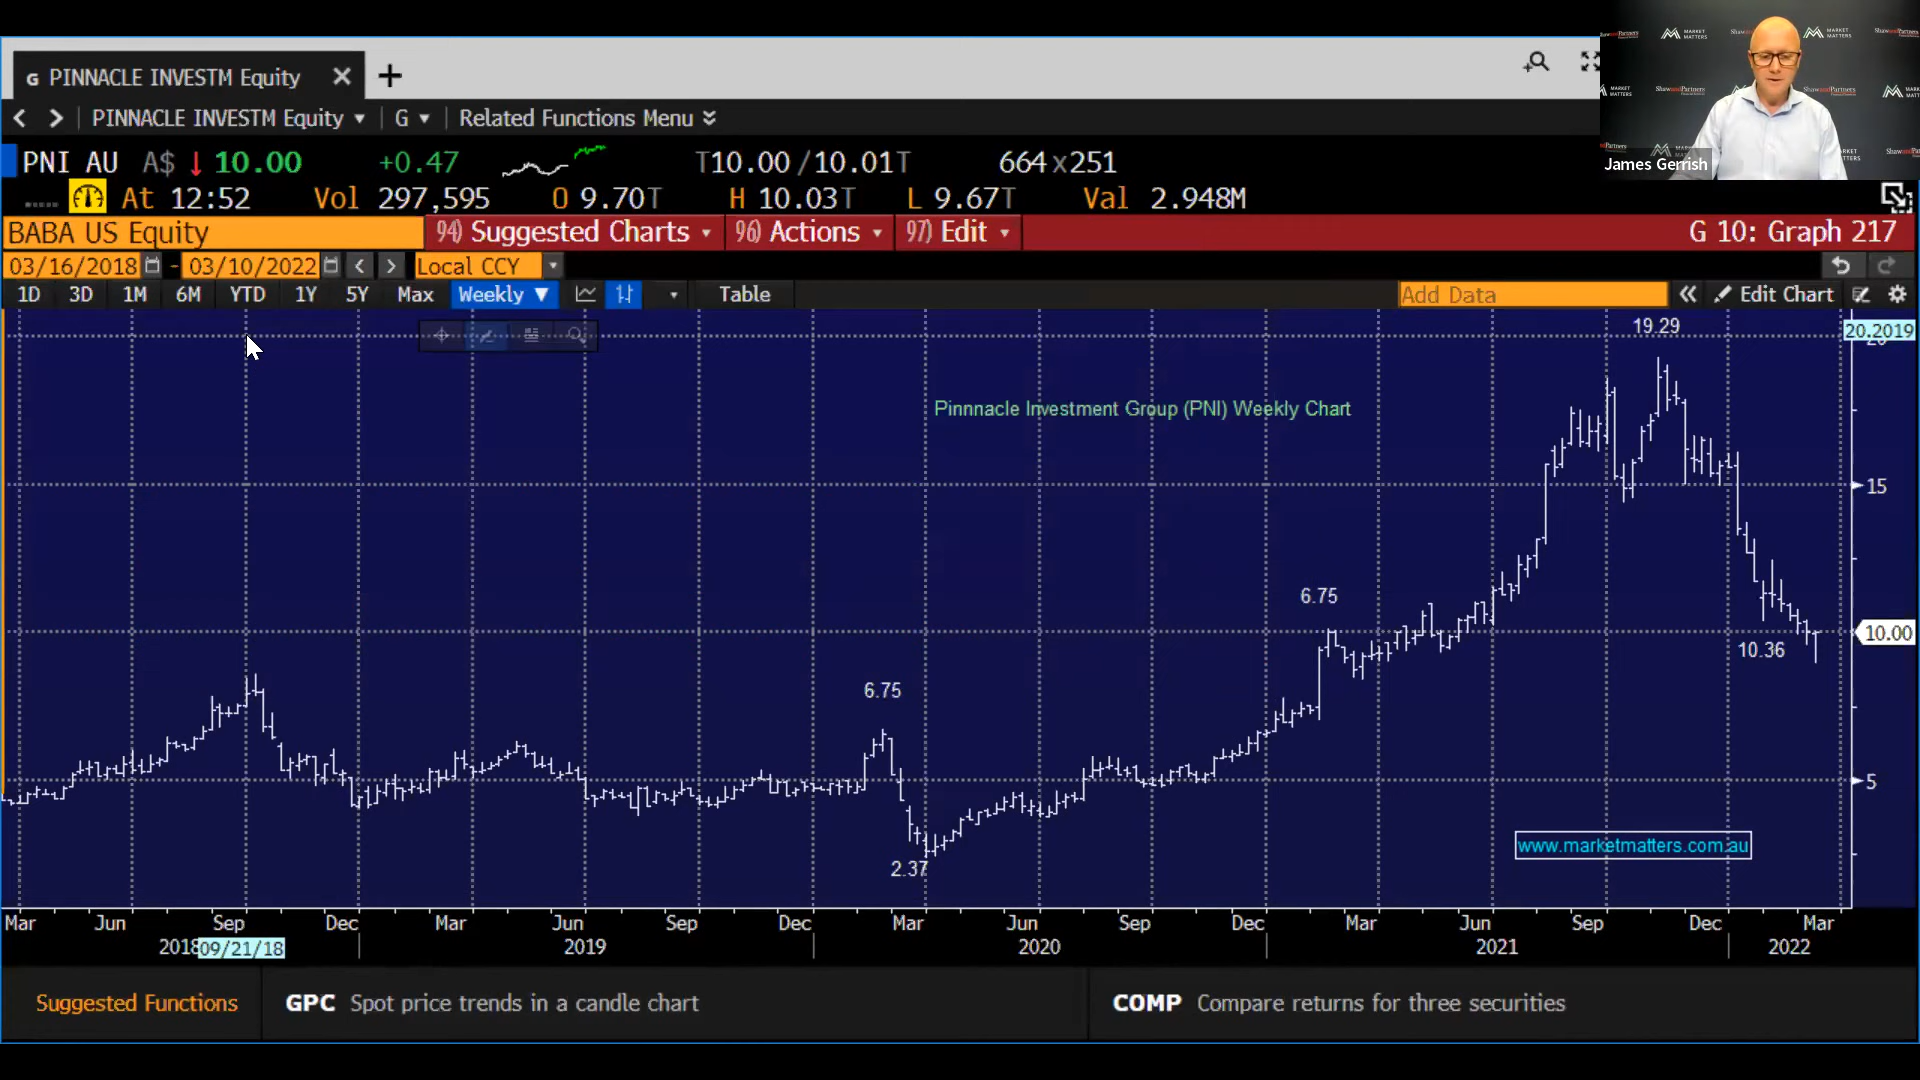 G PINNACLE INVESTM Equity
PINNACLE INVESTM Equity G Related Functions Menu
PNI AU A$ 10.00 +0.47 T10.00/10.01T 664x251
At 12:52 Vol 297,595 O 9.70T H 10.03T L 9.67T Val 2.948M
BABA US Equity 94) Suggested Charts 96) Actions 97) Edit G 10: Graph 217
03/16/2018 - 03/10/2022 Local CCY
1D 3D 1M 6M YTD 1Y 5Y Max Weekly Table Add Data Edit Chart
MARKET MATTERS
ShawandPartners
James Gerrish
19.29
20.2019
20
Pinnnacle Investment Group (PNI) Weekly Chart
15
6.75
10.00
10.36
6.75
5
www.marketmatters.com.au
2.37
Mar Jun Sep Dec Mar Jun Sep Dec Mar Jun Sep Dec Mar Jun Sep Dec Mar
2018 09/21/18 2019 2020 2021 2022
Suggested Functions GPC Spot price trends in a candle chart COMP Compare returns for three securities